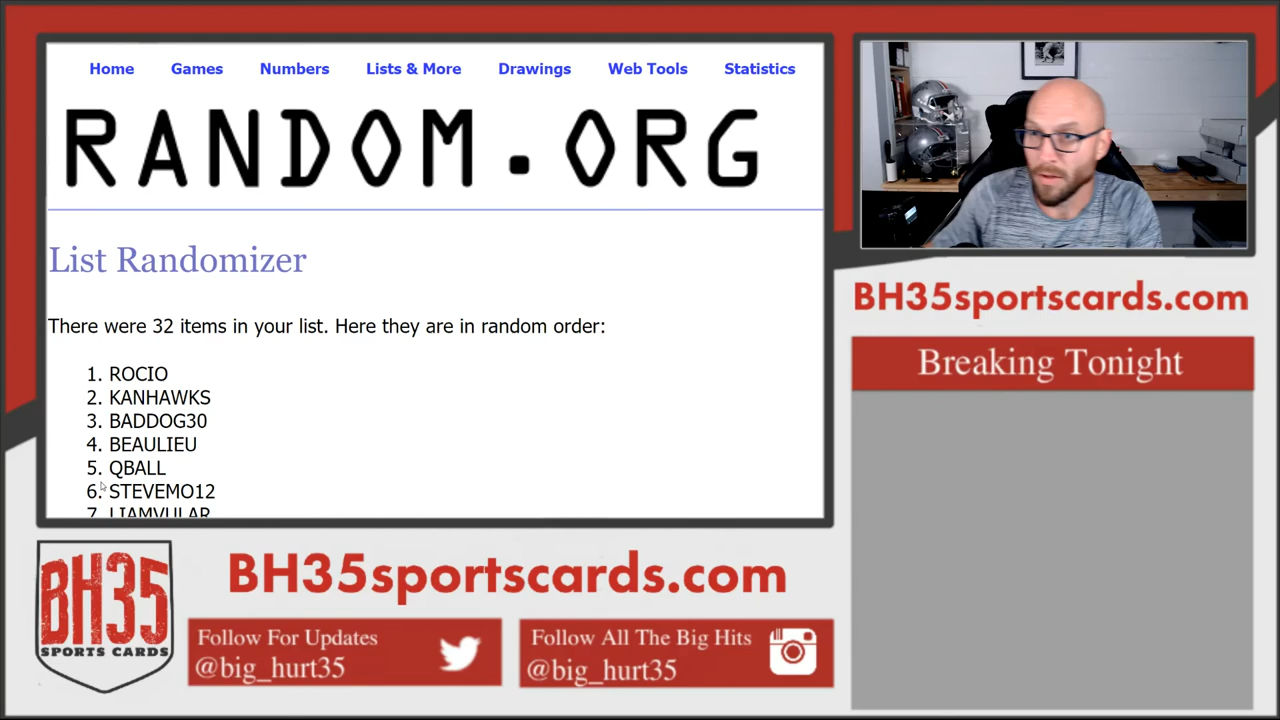 Home Games Numbers Lists & More Drawings Web Tools Statistics
RANDOM.ORG
List Randomizer
There were 32 items in your list. Here they are in random order:
1. ROCIO
2. KANHAWKS
3. BADDOG30
4. BEAULIEU
5. QBALL
6. STEVEMO12
7. LIAMVULAR
BH35sportscards.com
Breaking Tonight
BH35
SPORTS CARDS
BH35sportscards.com
Follow For Updates
@big_hurt35
Follow All The Big Hits
@big_hurt35